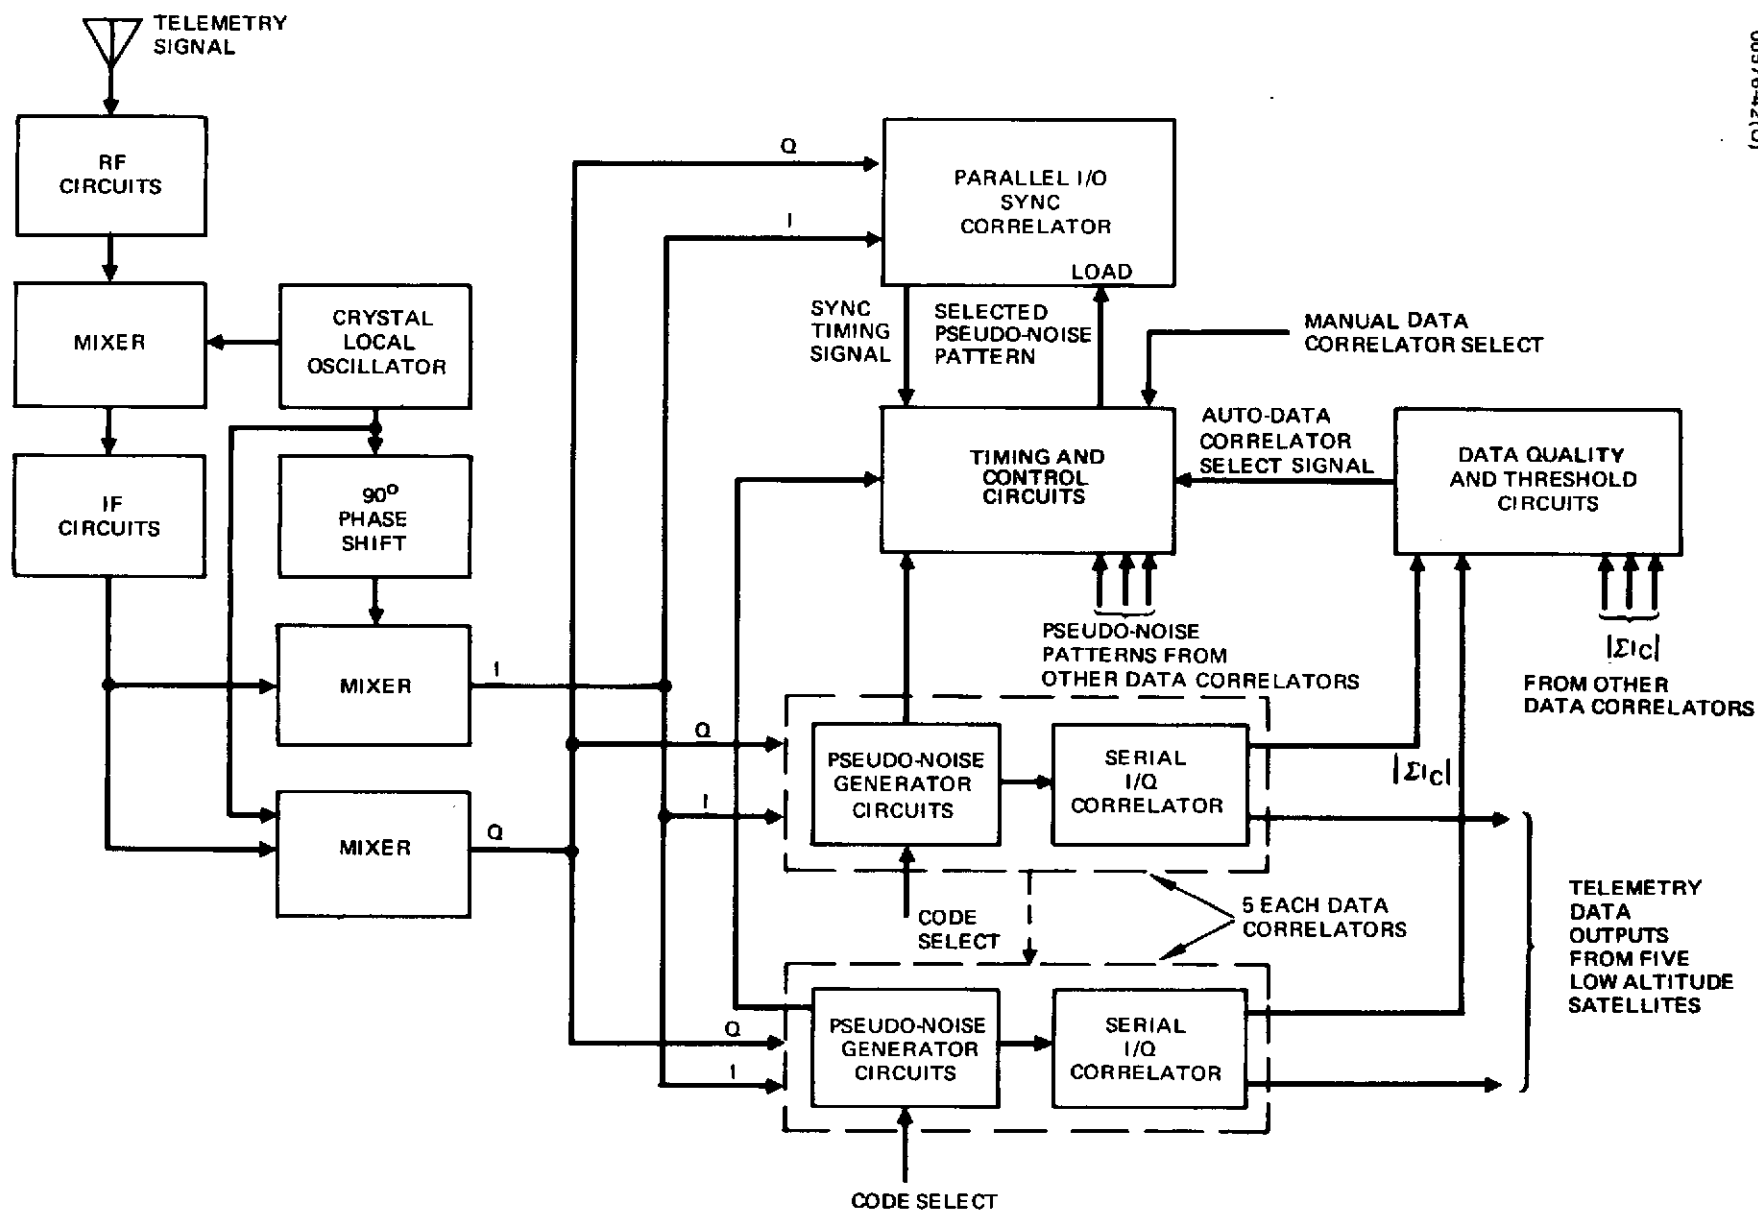 TELEMETRY
SIGNAL
RF
CIRCUITS
MIXER
CRYSTAL
LOCAL
OSCILLATOR
IF
CIRCUITS
90°
PHASE
SHIFT
MIXER
I
MIXER
Q
Q
I
PARALLEL I/O
SYNC
CORRELATOR
LOAD
SYNC
TIMING
SIGNAL
SELECTED
PSEUDO-NOISE
PATTERN
MANUAL DATA
CORRELATOR SELECT
TIMING AND
CONTROL
CIRCUITS
AUTO-DATA
CORRELATOR
SELECT SIGNAL
DATA QUALITY
AND THRESHOLD
CIRCUITS
PSEUDO-NOISE
PATTERNS FROM
OTHER DATA CORRELATORS
|ΣIC|
FROM OTHER
DATA CORRELATORS
Q
I
PSEUDO-NOISE
GENERATOR
CIRCUITS
SERIAL
I/Q
CORRELATOR
|ΣIC|
CODE
SELECT
5 EACH DATA
CORRELATORS
Q
I
PSEUDO-NOISE
GENERATOR
CIRCUITS
SERIAL
I/Q
CORRELATOR
CODE SELECT
TELEMETRY
DATA
OUTPUTS
FROM FIVE
LOW ALTITUDE
SATELLITES